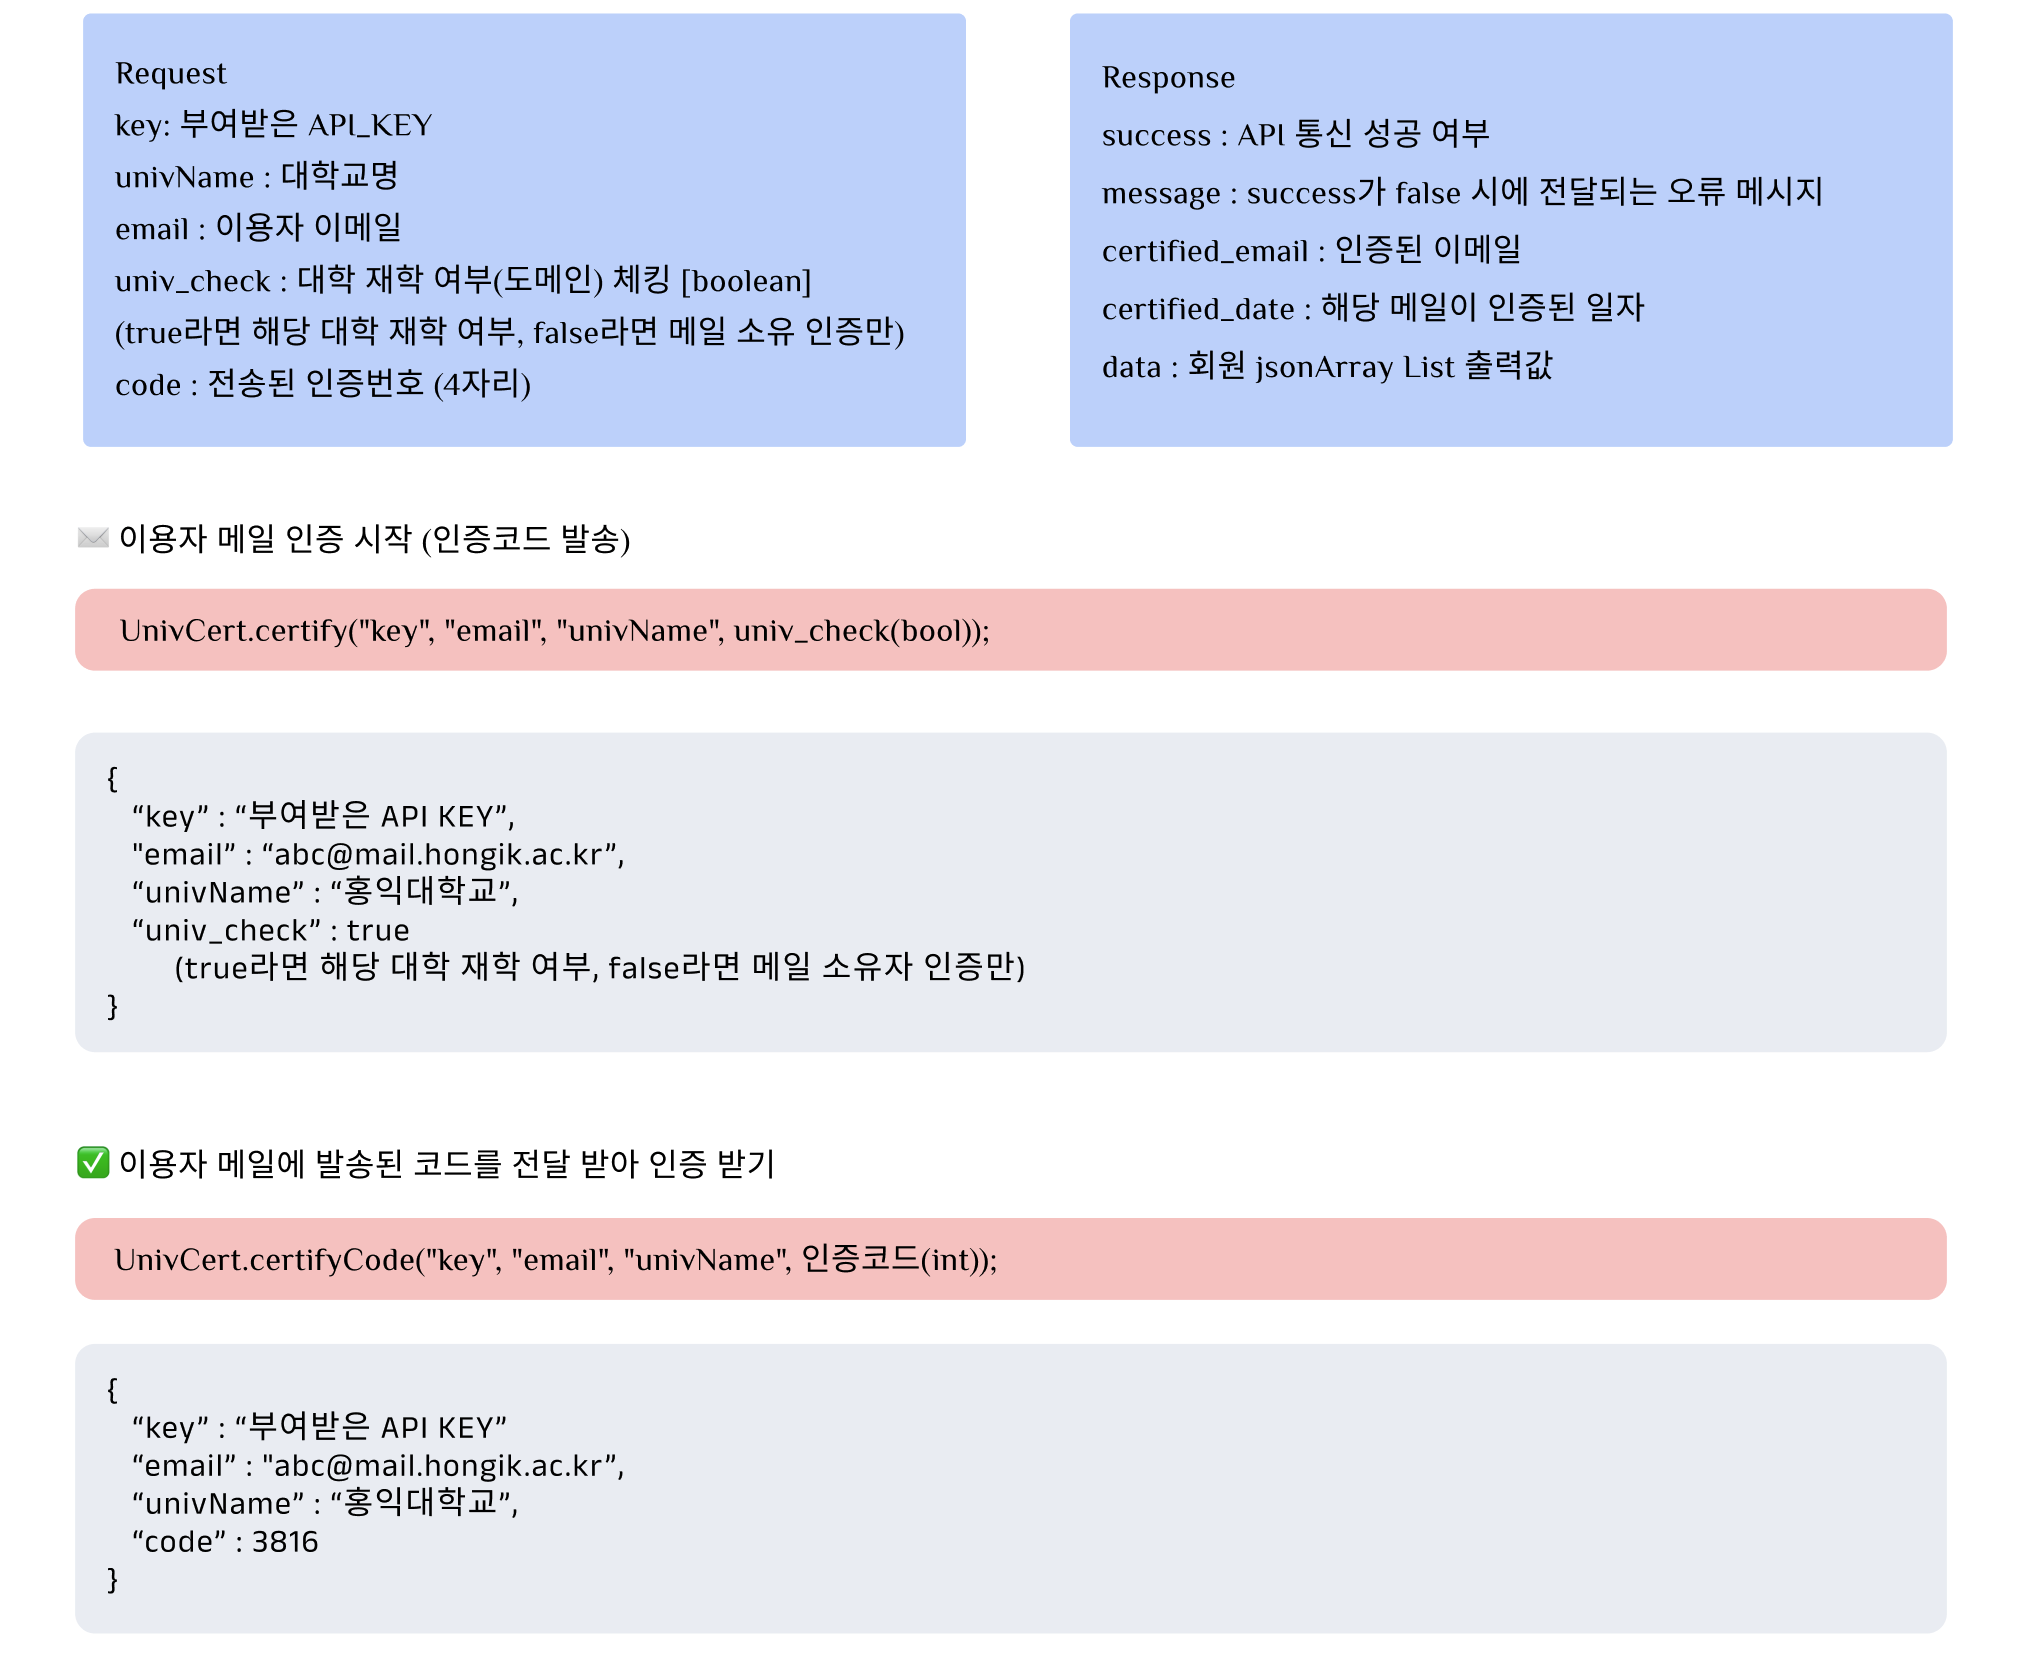 Request
key: 부여받은 API_KEY
univName : 대학교명
email : 이용자 이메일
univ_check : 대학 재학 여부(도메인) 체킹 [boolean]
(true라면 해당 대학 재학 여부, false라면 메일 소유 인증만)
code : 전송된 인증번호 (4자리)
Response
success : API 통신 성공 여부
message : success가 false 시에 전달되는 오류 메시지
certified_email : 인증된 이메일
certified_date : 해당 메일이 인증된 일자
data : 회원 jsonArray List 출력값
✉️ 이용자 메일 인증 시작 (인증코드 발송)
UnivCert.certify("key", "email", "univName", univ_check(bool));
{
“key” : “부여받은 API KEY”,
"email” : “abc@mail.hongik.ac.kr”,
“univName” : “홍익대학교”,
“univ_check” : true
(true라면 해당 대학 재학 여부, false라면 메일 소유자 인증만)
}
✅ 이용자 메일에 발송된 코드를 전달 받아 인증 받기
UnivCert.certifyCode("key", "email", "univName", 인증코드(int));
{
“key” : “부여받은 API KEY”
“email” : "abc@mail.hongik.ac.kr”,
“univName” : “홍익대학교”,
“code” : 3816
}